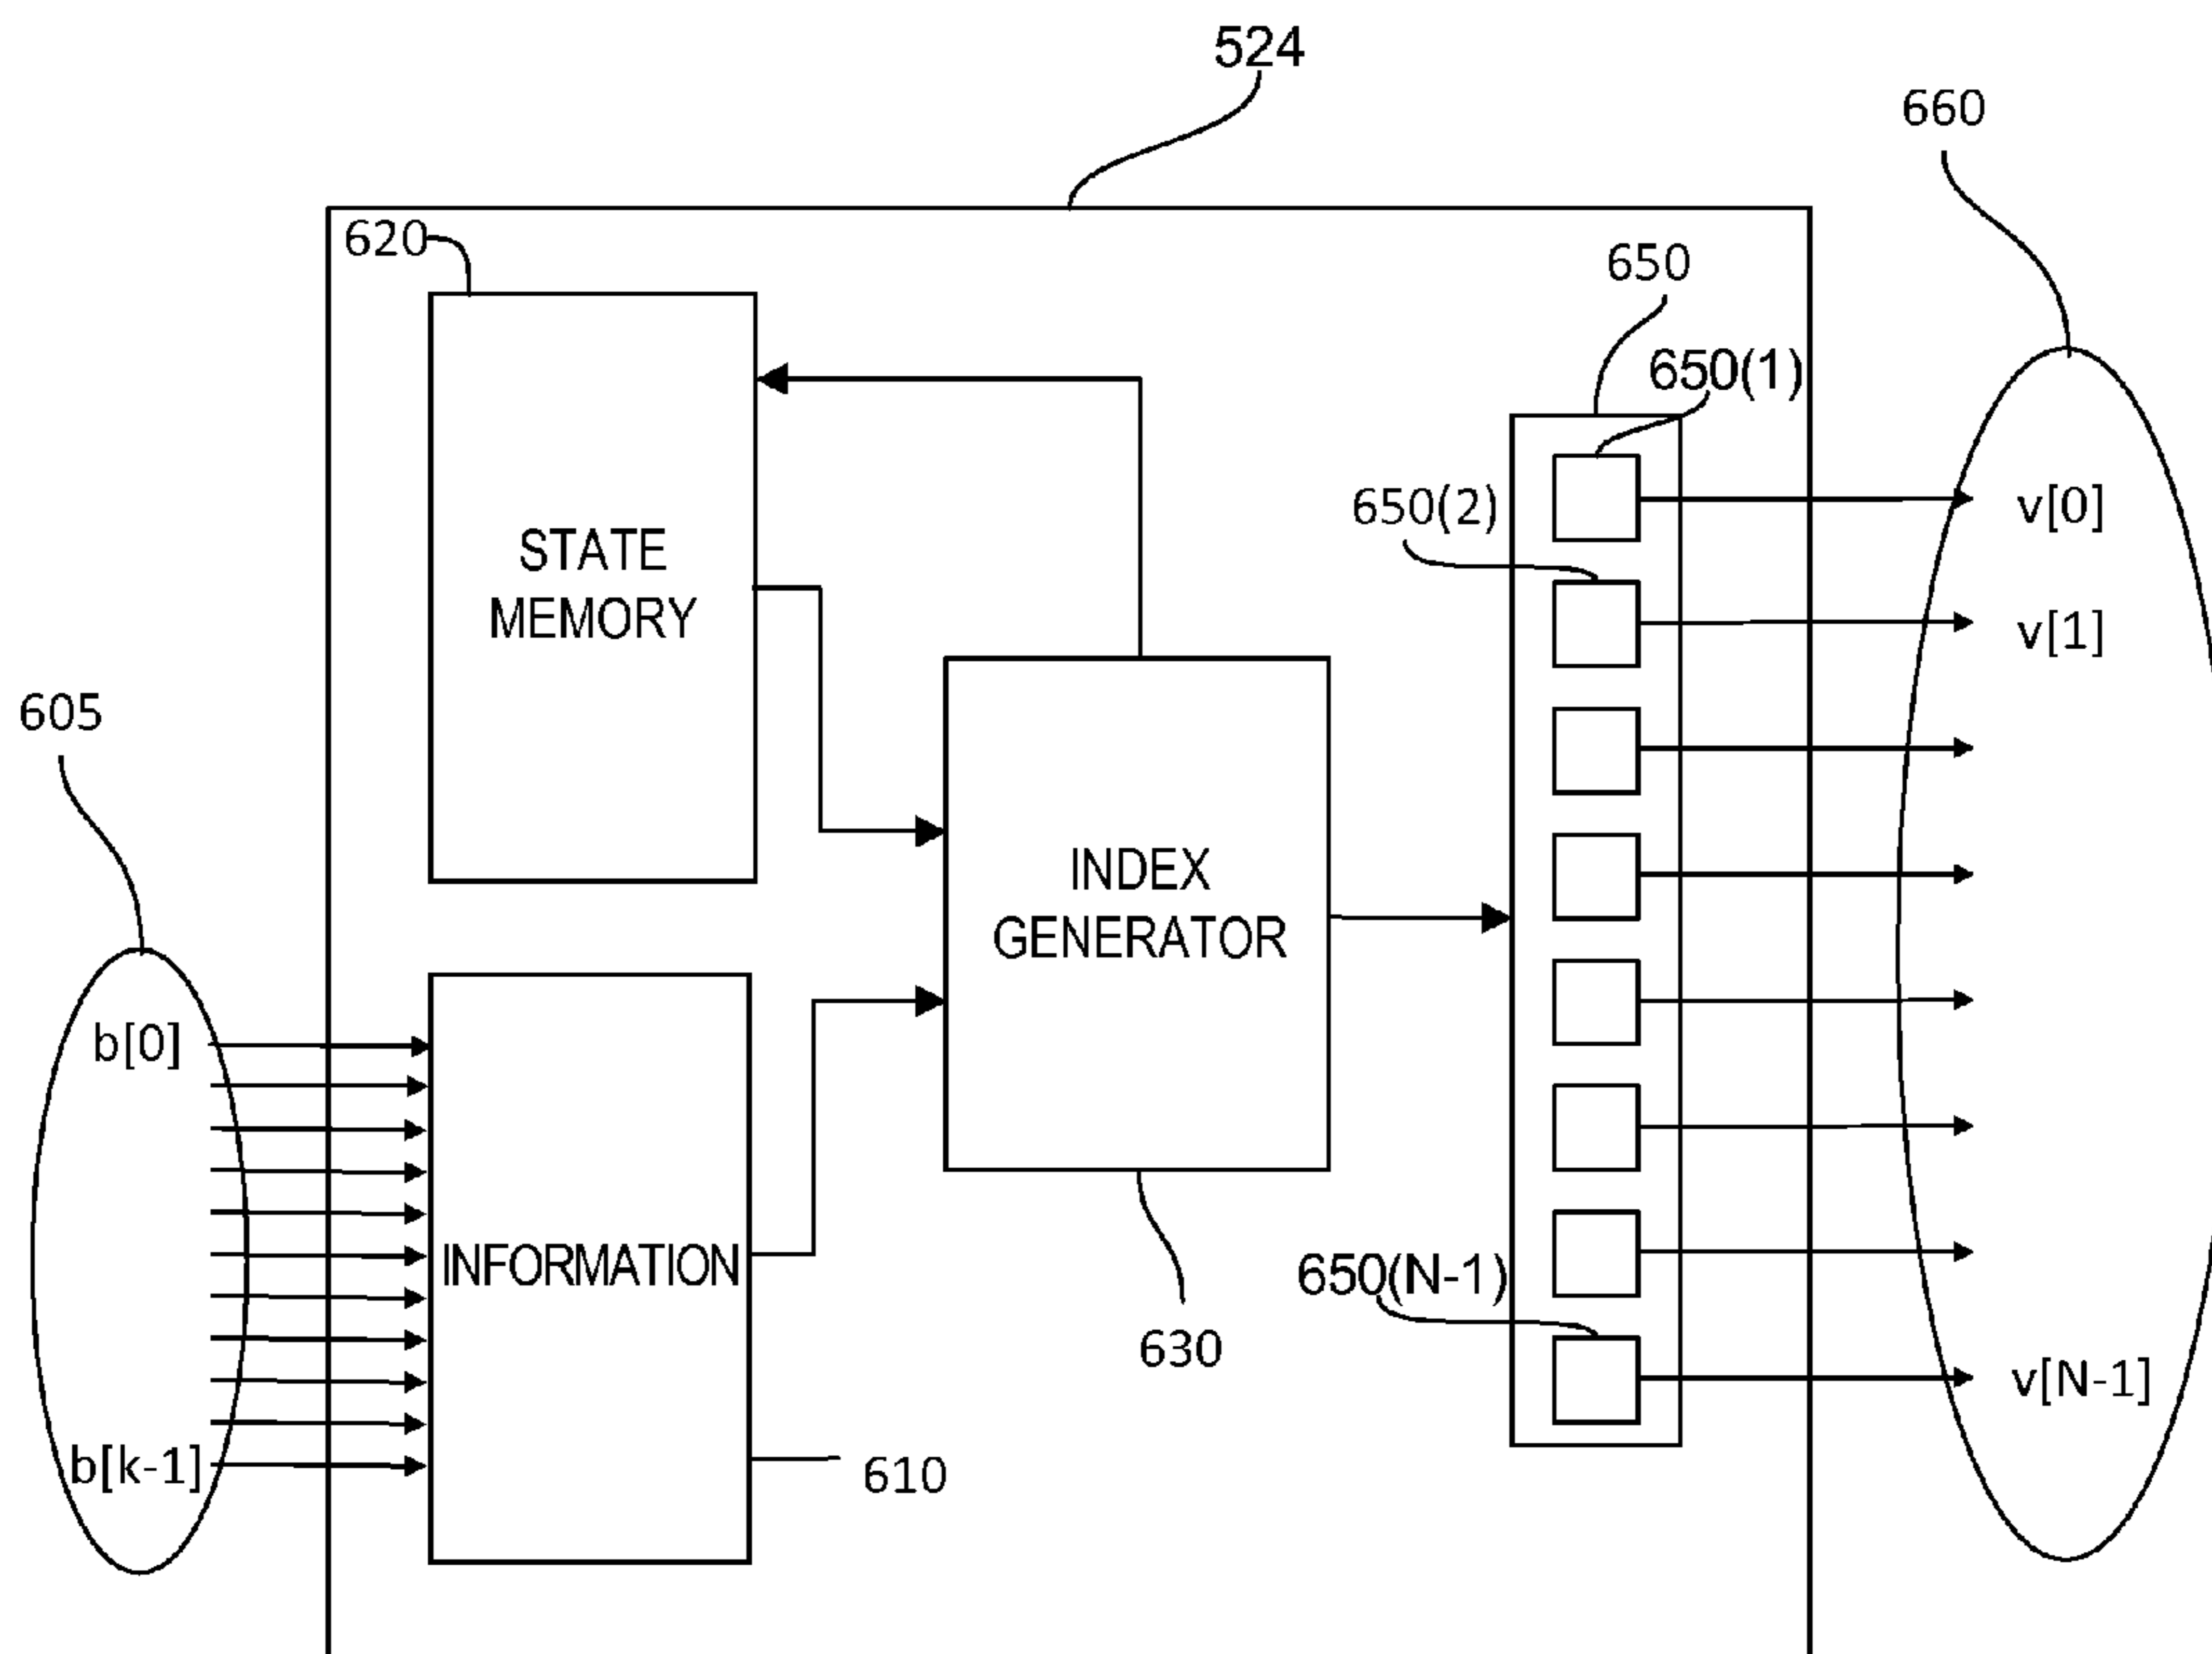 524
660
620
650
650(1)
650(2)
v[0]
STATE
MEMORY
v[1]
605
INDEX
GENERATOR
b[0]
INFORMATION
650(N-1)
630
v[N-1]
b[k-1]
610